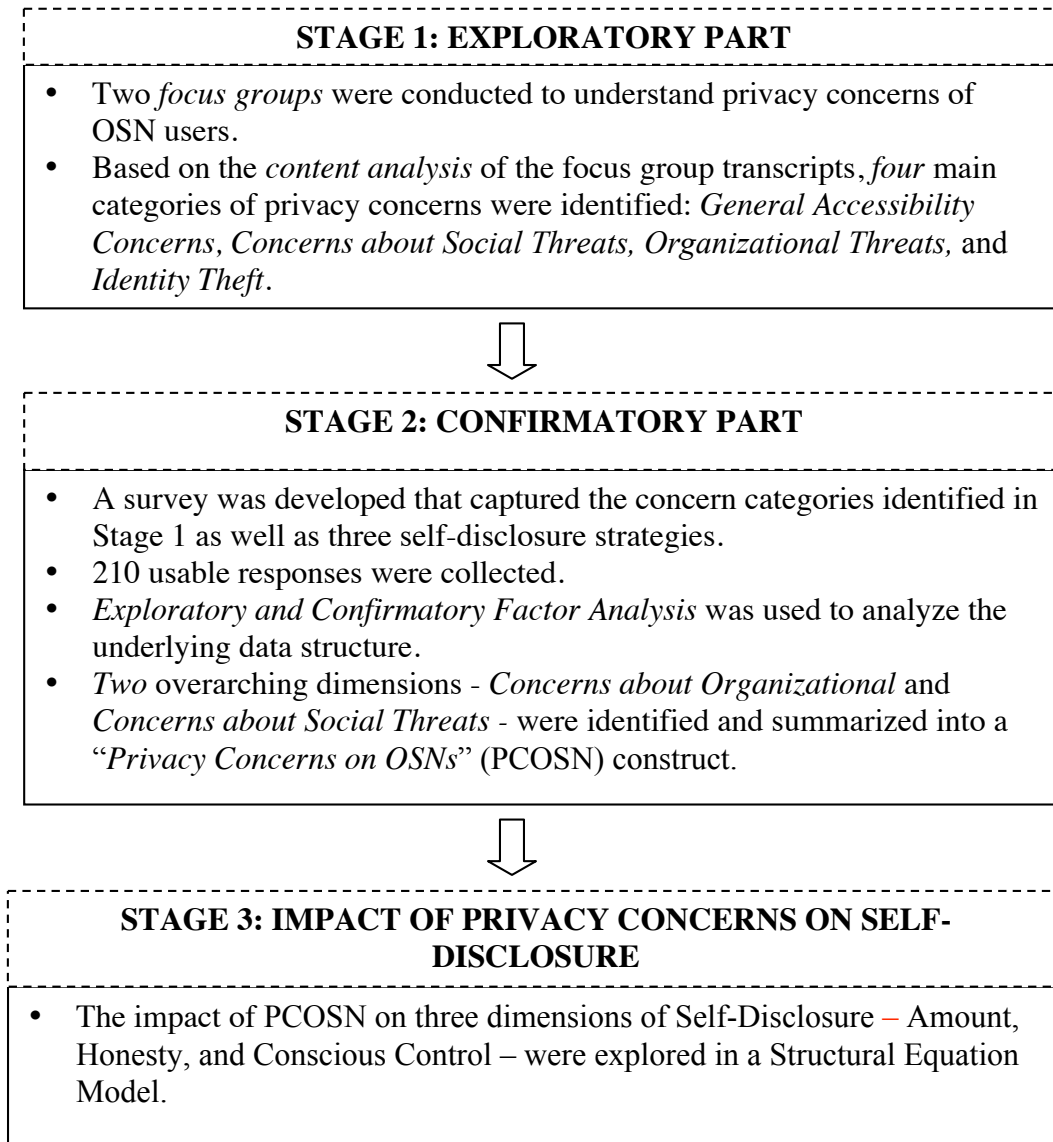 STAGE 1: EXPLORATORY PART
• Two focus groups were conducted to understand privacy concerns of
OSN users.
• Based on the content analysis of the focus group transcripts, four main
categories of privacy concerns were identified: General Accessibility
Concerns, Concerns about Social Threats, Organizational Threats, and
Identity Theft.
STAGE 2: CONFIRMATORY PART
• A survey was developed that captured the concern categories identified in
Stage 1 as well as three self-disclosure strategies.
• 210 usable responses were collected.
• Exploratory and Confirmatory Factor Analysis was used to analyze the
underlying data structure.
• Two overarching dimensions - Concerns about Organizational and
Concerns about Social Threats - were identified and summarized into a
“Privacy Concerns on OSNs” (PCOSN) construct.
STAGE 3: IMPACT OF PRIVACY CONCERNS ON SELF-
DISCLOSURE
• The impact of PCOSN on three dimensions of Self-Disclosure – Amount,
Honesty, and Conscious Control – were explored in a Structural Equation
Model.